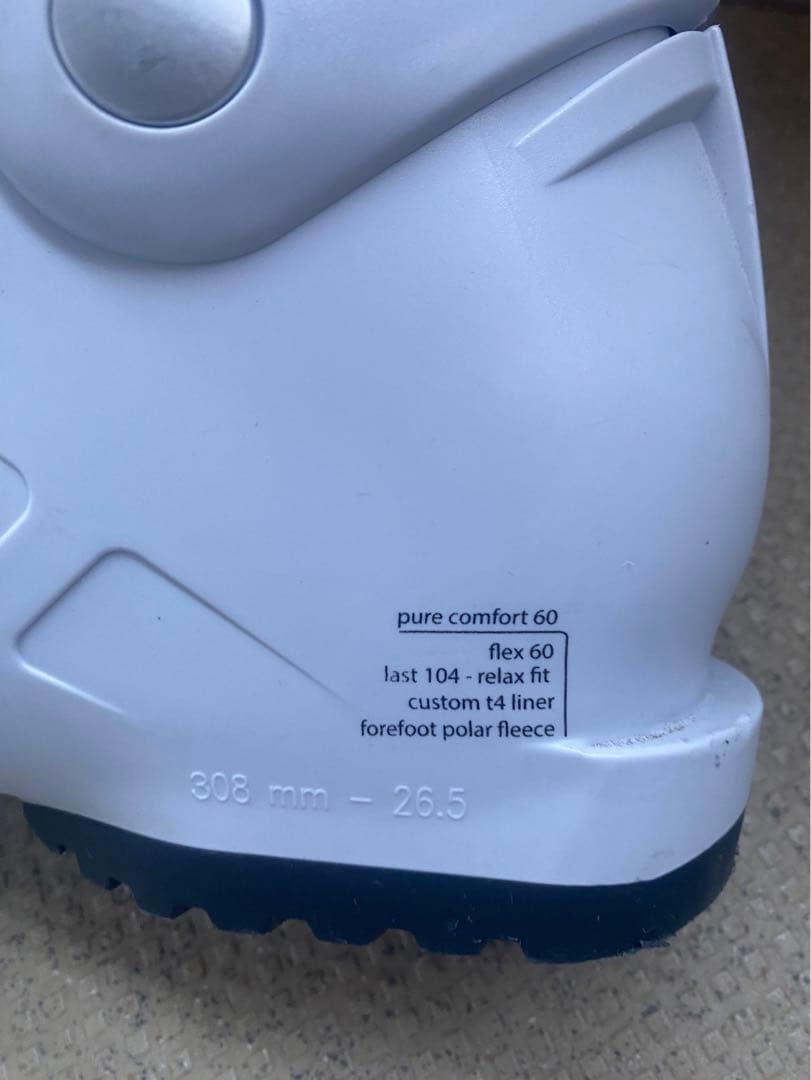 pure comfort 60
flex 60
last 104 - relax fit
custom t4 liner
forefoot polar fleece
308 mm - 26.5